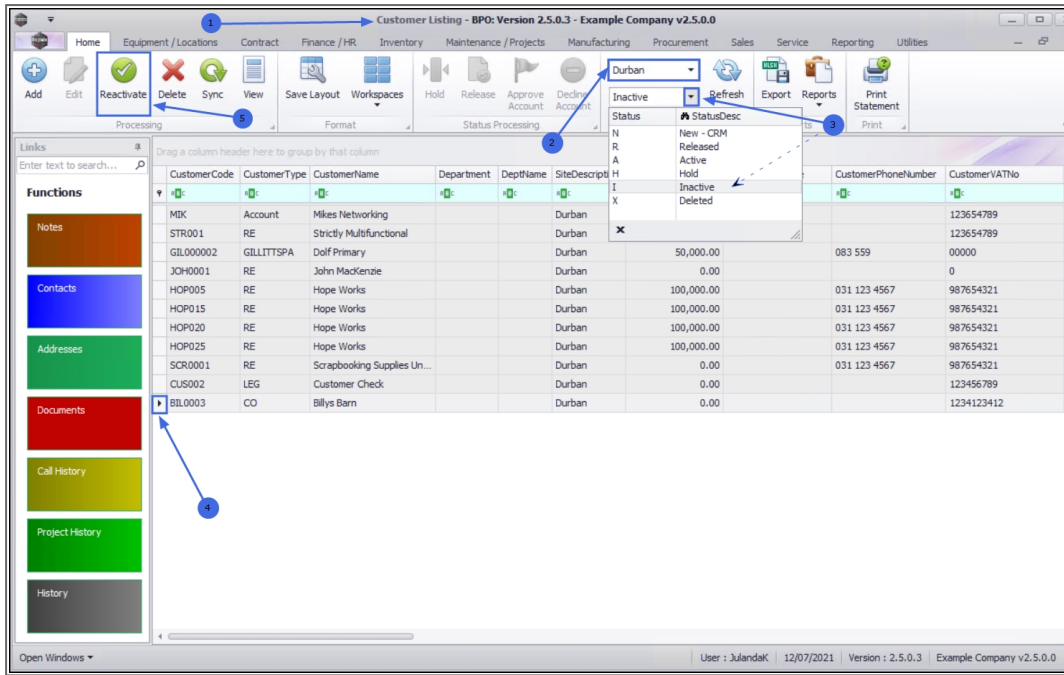 1
Customer Listing - BPO: Version 2.5.0.3 - Example Company v2.5.0.0
Home Equipment / Locations Contract Finance / HR Inventory Maintenance / Projects Manufacturing Procurement Sales Service Reporting Utilities
Add Edit Reactivate Delete Sync View Save Layout Workspaces Hold Release Approve Account Decline Account Durban Refresh Export Reports Print Statement
Inactive
5 2 3
Processing Format Status Processing ts Print
Status StatusDesc
N New - CRM
R Released
A Active
H Hold
I Inactive
X Deleted
Links
Enter text to search...
Functions
Notes
Contacts
Addresses
Documents
Call History
Project History
History
Drag a column header here to group by that column
CustomerCode CustomerType CustomerName Department DeptName SiteDescripti CustomerPhoneNumber CustomerVATNo
MIK Account Mikes Networking Durban 123654789
STR001 RE Strictly Multifunctional Durban 123654789
GIL000002 GILLITTSPA Dolf Primary Durban 50,000.00 083 559 00000
JOH0001 RE John MacKenzie Durban 0.00 0
HOP005 RE Hope Works Durban 100,000.00 031 123 4567 987654321
HOP015 RE Hope Works Durban 100,000.00 031 123 4567 987654321
HOP020 RE Hope Works Durban 100,000.00 031 123 4567 987654321
HOP025 RE Hope Works Durban 100,000.00 031 123 4567 987654321
SCR0001 RE Scrapbooking Supplies Un... Durban 0.00 031 123 4567 987654321
CUS002 LEG Customer Check Durban 0.00 123456789
BIL0003 CO Billys Barn Durban 0.00 1234123412
4
Open Windows User : JulandaK 12/07/2021 Version : 2.5.0.3 Example Company v2.5.0.0